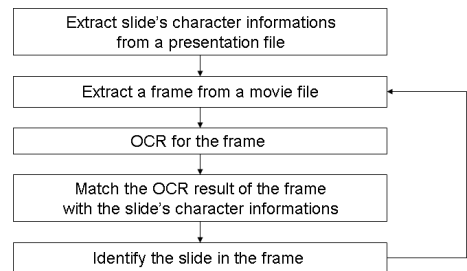 Extract slide's character informations
from a presentation file
Extract a frame from a movie file
OCR for the frame
Match the OCR result of the frame
with the slide's character informations
Identify the slide in the frame